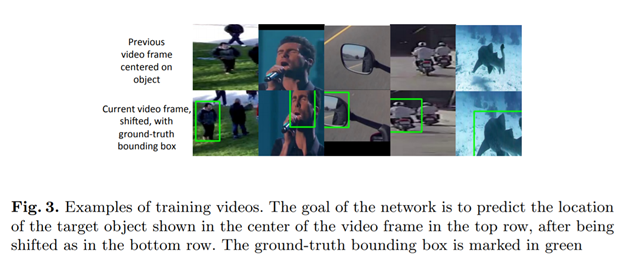 Previous
video frame
centered on
object
Current video frame,
shifted, with
ground-truth
bounding box
Fig. 3. Examples of training videos. The goal of the network is to predict the location
of the target object shown in the center of the video frame in the top row, after being
shifted as in the bottom row. The ground-truth bounding box is marked in green